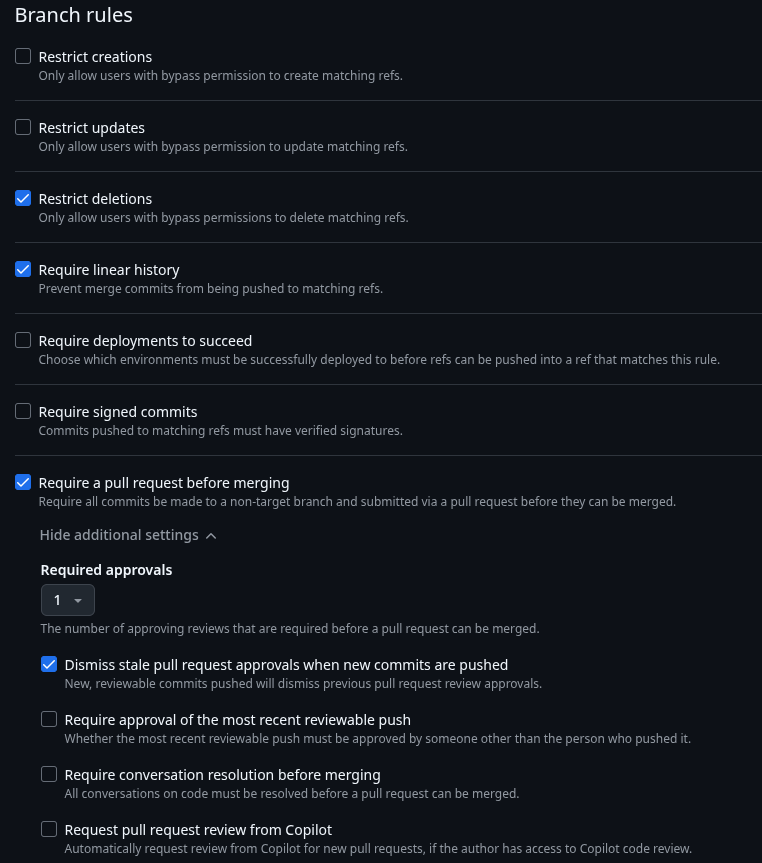 Branch rules
Restrict creations
Only allow users with bypass permission to create matching refs.
Restrict updates
Only allow users with bypass permission to update matching refs.
Restrict deletions
Only allow users with bypass permissions to delete matching refs.
Require linear history
Prevent merge commits from being pushed to matching refs.
Require deployments to succeed
Choose which environments must be successfully deployed to before refs can be pushed into a ref that matches this rule.
Require signed commits
Commits pushed to matching refs must have verified signatures.
Require a pull request before merging
Require all commits be made to a non-target branch and submitted via a pull request before they can be merged.
Hide additional settings
Required approvals
1
The number of approving reviews that are required before a pull request can be merged.
Dismiss stale pull request approvals when new commits are pushed
New, reviewable commits pushed will dismiss previous pull request review approvals.
Require approval of the most recent reviewable push
Whether the most recent reviewable push must be approved by someone other than the person who pushed it.
Require conversation resolution before merging
All conversations on code must be resolved before a pull request can be merged.
Request pull request review from Copilot
Automatically request review from Copilot for new pull requests, if the author has access to Copilot code review.